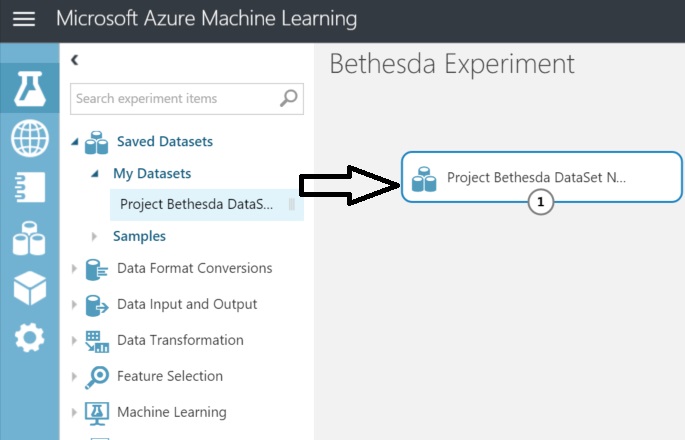 Microsoft Azure Machine Learning
Bethesda Experiment
Search experiment items
Saved Datasets
My Datasets
Project Bethesda DataS...
Samples
Data Format Conversions
Data Input and Output
Data Transformation
Feature Selection
Machine Learning
Project Bethesda DataSet N...
1